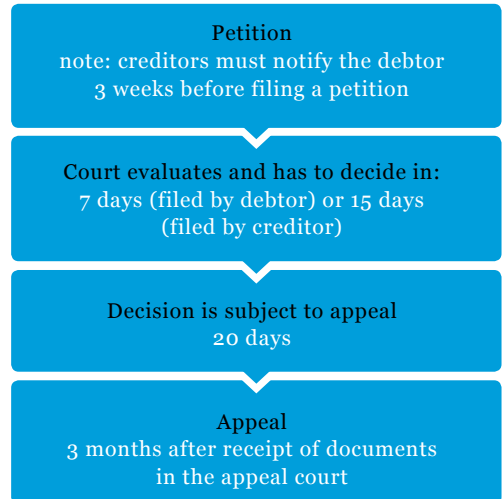 Petition
note: creditors must notify the debtor
3 weeks before filing a petition
Court evaluates and has to decide in:
7 days (filed by debtor) or 15 days
(filed by creditor)
Decision is subject to appeal
20 days
Appeal
3 months after receipt of documents
in the appeal court